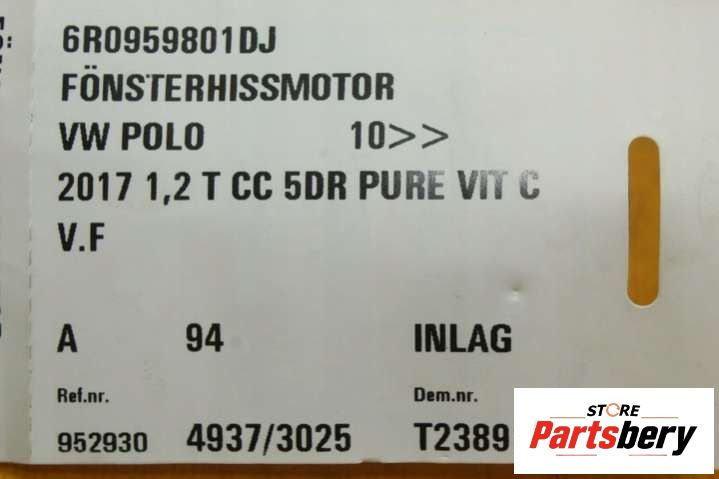 6R0959801DJ
FÖNSTERHISSMOTOR
VW POLO 10>>
2017 1,2 T CC 5DR PURE VIT C
V.F
A 94 INLAG
Ref.nr. Dem.nr.
952930 4937/3025 T2389
STORE
Partsbery